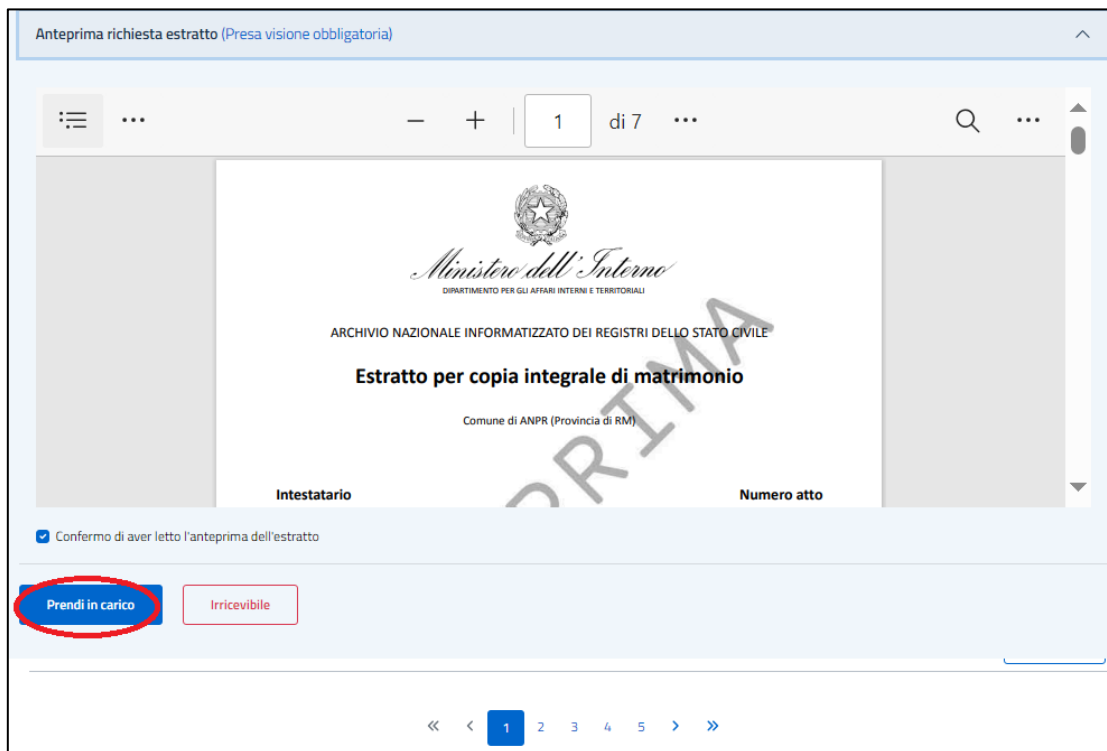 Anteprima richiesta estratto (Presa visione obbligatoria)
1 di 7
Ministero dell'Interno
DIPARTIMENTO PER GLI AFFARI INTERNI E TERRITORIALI
ARCHIVIO NAZIONALE INFORMATIZZATO DEI REGISTRI DELLO STATO CIVILE
Estratto per copia integrale di matrimonio
Comune di ANPR (Provincia di RM)
PRIMA
Intestatario Numero atto
Confermo di aver letto l'anteprima dell'estratto
Prendi in carico Irricevibile
« < 1 2 3 4 5 > »